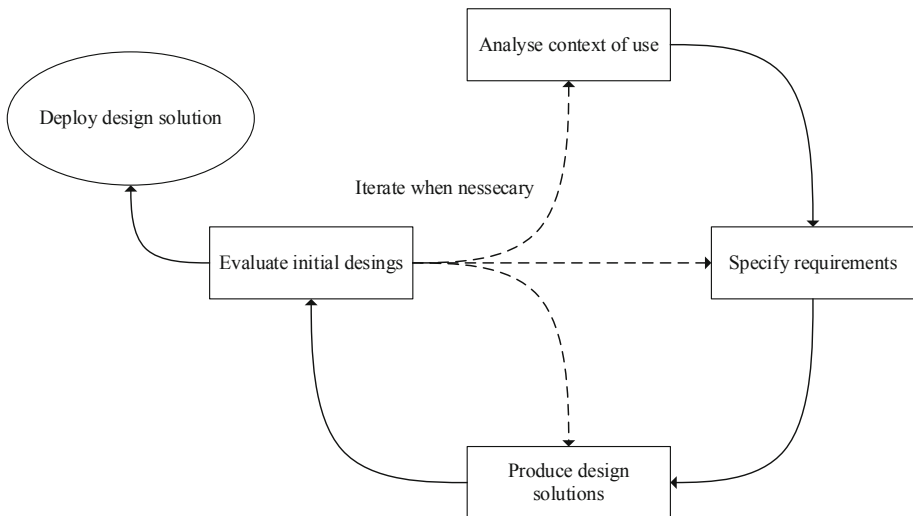 Analyse context of use
Deploy design solution
Iterate when nessecary
Evaluate initial desings
Specify requirements
Produce design
solutions